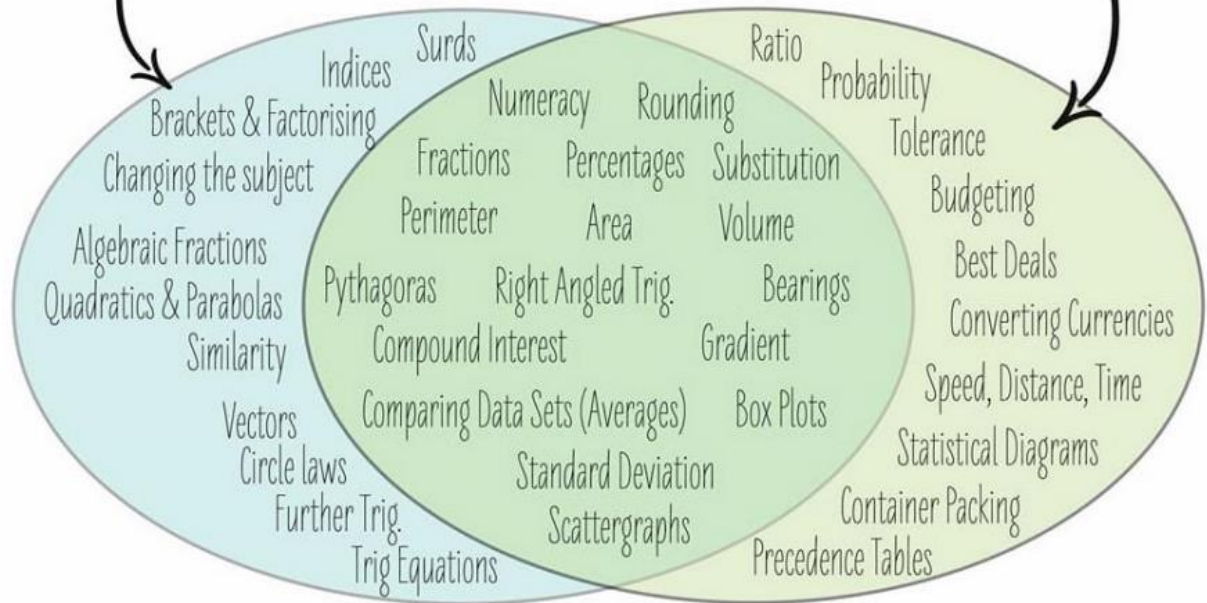 Surds
Indices
Brackets & Factorising
Changing the subject
Algebraic Fractions
Quadratics & Parabolas
Similarity
Vectors
Circle laws
Further Trig.
Trig Equations
Numeracy Rounding
Fractions Percentages Substitution
Perimeter Area Volume
Pythagoras Right Angled Trig. Bearings
Compound Interest Gradient
Comparing Data Sets (Averages) Box Plots
Standard Deviation
Scattergraphs
Ratio
Probability
Tolerance
Budgeting
Best Deals
Converting Currencies
Speed, Distance, Time
Statistical Diagrams
Container Packing
Precedence Tables